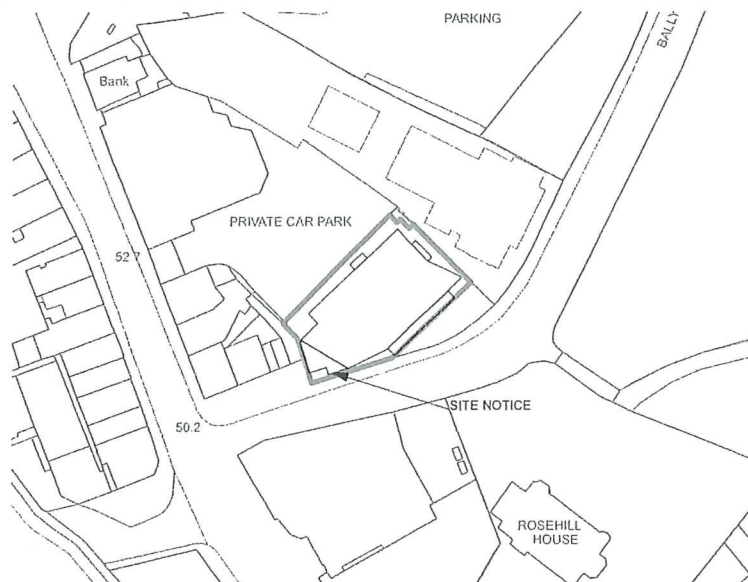 PARKING
BALLY
Bank
PRIVATE CAR PARK
52.7
SITE NOTICE
50.2
ROSEHILL
HOUSE